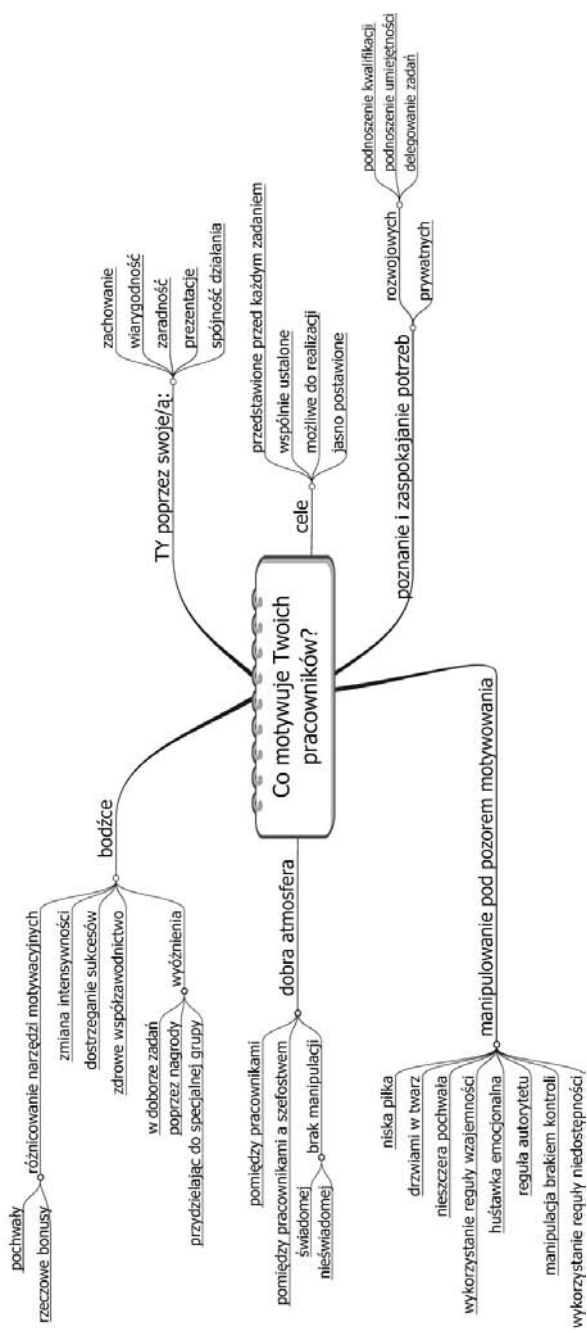 Co motywuje Twoich
pracowników?
TY poprzez swoje/ą:
zachowanie
wiarygodność
zaradność
prezentacje
spójność działania
cele
przedstawione przed każdym zadaniem
wspólnie ustalone
możliwe do realizacji
jasno postawione
poznanie i zaspokajanie potrzeb
rozwojowych
podnoszenie kwalifikacji
podnoszenie umiejętności
delegowanie zadań
prywatnych
bodźce
różnicowanie narzędzi motywacyjnych
pochwały
rzeczowe bonusy
zmiana intensywności
dostrzeganie sukcesów
zdrowe współzawodnictwo
wyóżnienia
w doborze zadań
poprzez nagrody
przydzielając do specjalnej grupy
dobra atmosfera
pomiędzy pracownikami
pomiędzy pracownikami a szefostwem
brak manipulacji
świadomej
nieświadomej
manipulowanie pod pozorem motywowania
niska piłka
drzwiami w twarz
nieszczera pochwała
wykorzystanie reguły wzajemności
huśtawka emocjonalna
reguła autorytetu
manipulacja brakiem kontroli
wykorzystanie reguły niedostępności